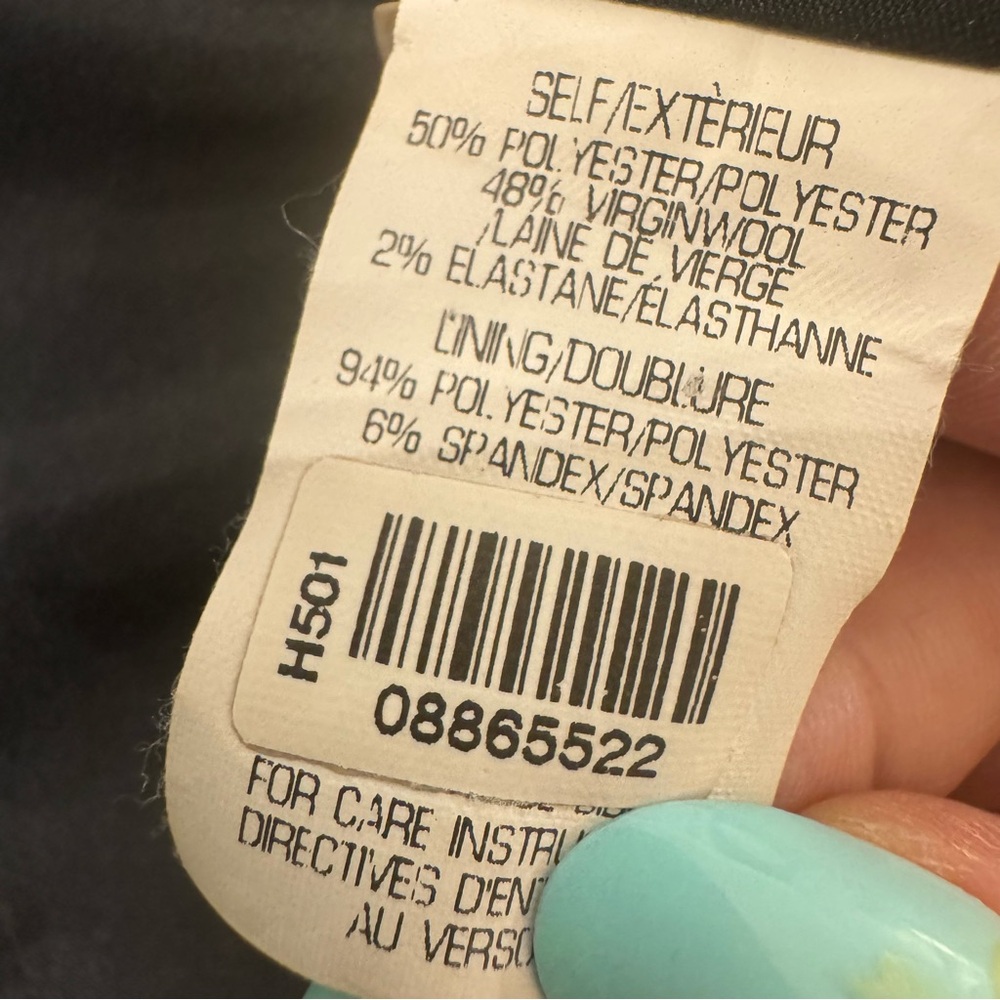 SELF/EXTÈRIEUR
50% POLYESTER/POLYESTER
48% VIRGINWOOL
/LAINE DE VIERGE
2% ELASTANE/ÉLASTHANNE
LINING/DOUBLURE
94% POLYESTER/POLYESTER
6% SPANDEX/SPANDEX
H501
08865522
FOR CARE
DIRECTIVES
AU